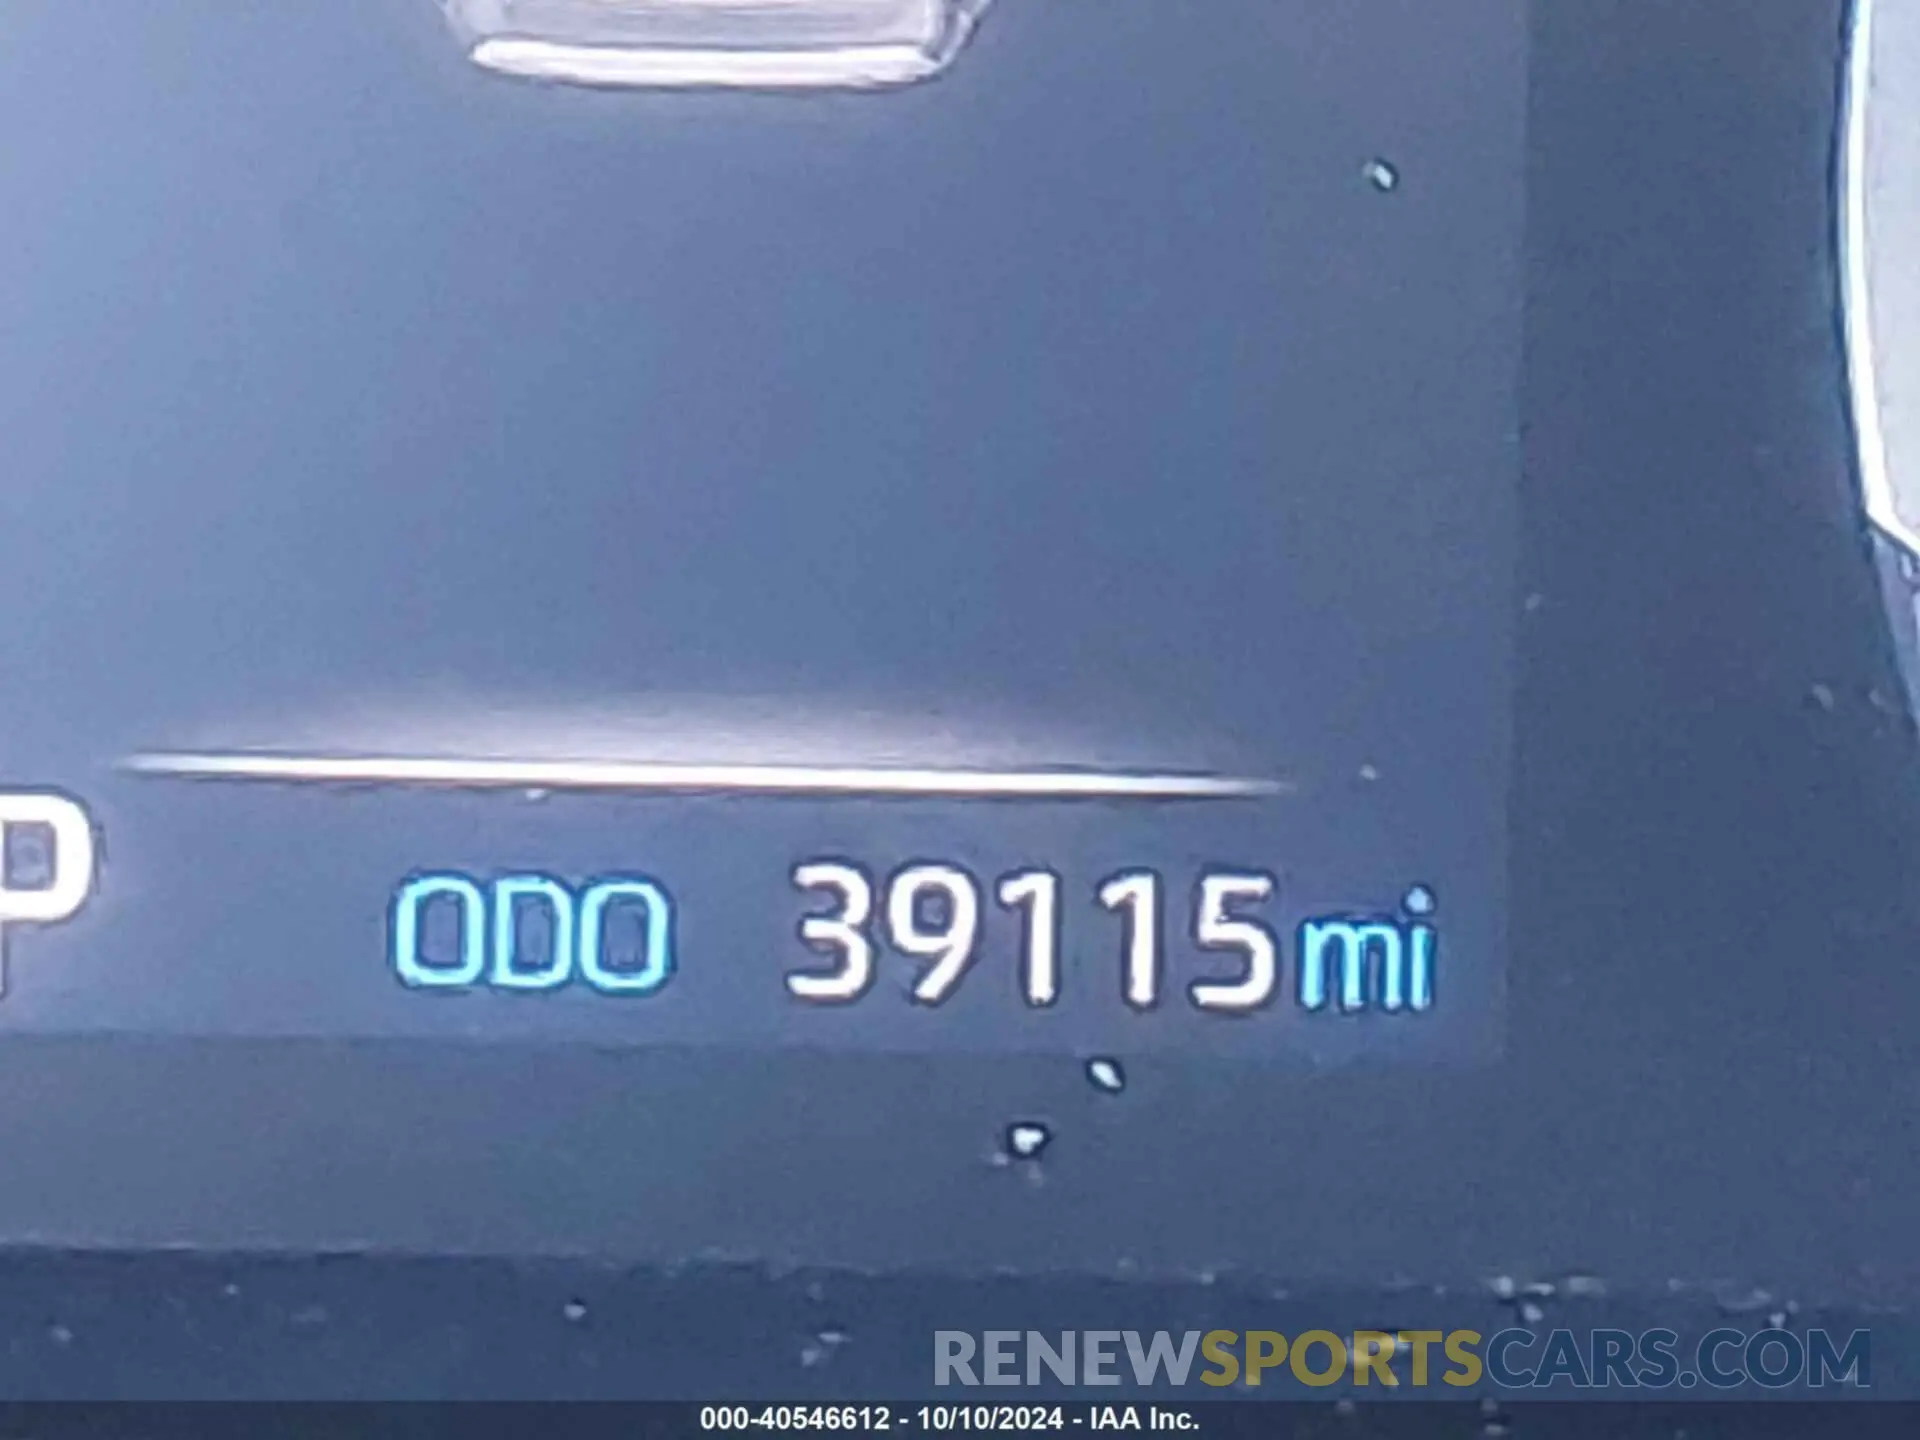 P
ODO 39115mi
RENEWSPORTSCARS.COM
000-40546612 - 10/10/2024 - IAA Inc.